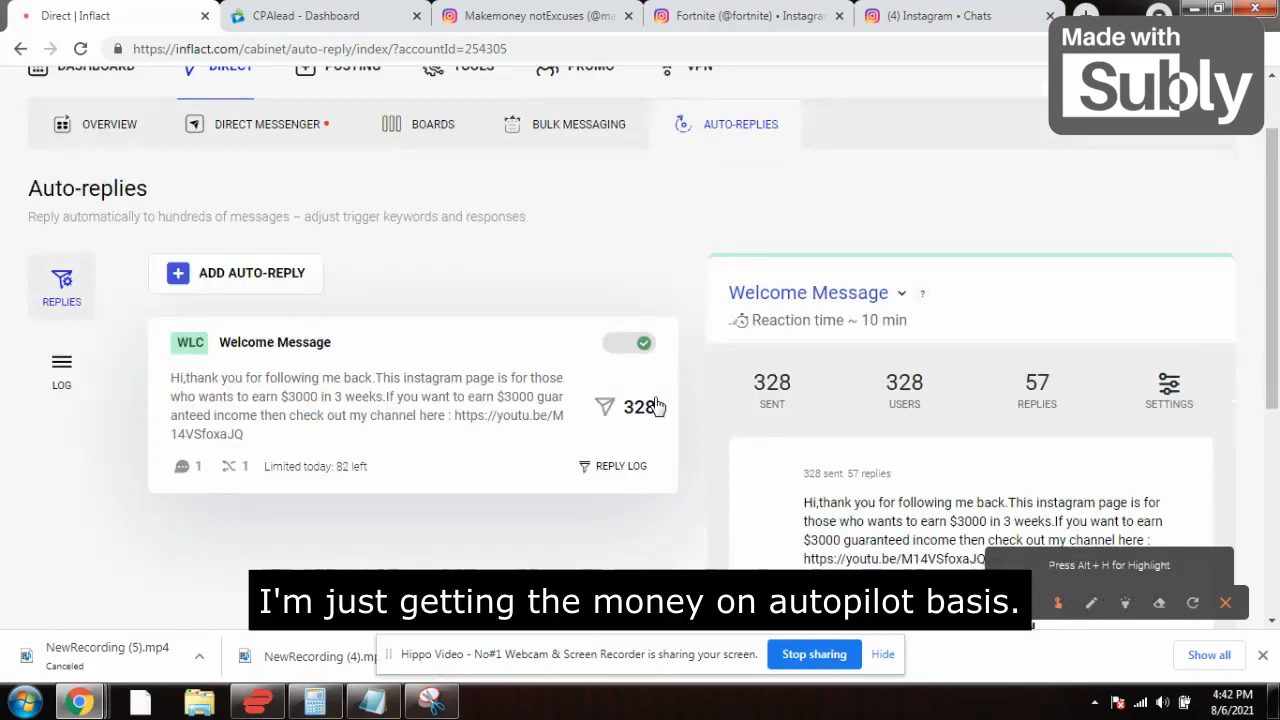 Direct | Inflact
CPAlead - Dashboard
Makemoney notExcuses (@ma
Fortnite (@fortnite) • Instagram
(4) Instagram • Chats
https://inflact.com/cabinet/auto-reply/index/?accountId=254305
Made with
Subly
DASHBOARD
DIRECT
POSTING
TOOLS
PROMO
VPN
OVERVIEW
DIRECT MESSENGER
BOARDS
BULK MESSAGING
AUTO-REPLIES
Auto-replies
Reply automatically to hundreds of messages – adjust trigger keywords and responses.
REPLIES
LOG
ADD AUTO-REPLY
WLC Welcome Message
Hi,thank you for following me back.This instagram page is for those
who wants to earn $3000 in 3 weeks.If you want to earn $3000 guar
anteed income then check out my channel here : https://youtu.be/M
14VSfoxaJQ
328
1
1
Limited today: 82 left
REPLY LOG
Welcome Message
?
Reaction time ~ 10 min
328
SENT
328
USERS
57
REPLIES
SETTINGS
328 sent 57 replies
Hi,thank you for following me back.This instagram page is for
those who wants to earn $3000 in 3 weeks.If you want to earn
$3000 guaranteed income then check out my channel here :
https://youtu.be/M14VSfoxaJQ
Press Alt + H for Highlight
I'm just getting the money on autopilot basis.
NewRecording (5).mp4
Canceled
NewRecording (4).mp
Hippo Video - No#1 Webcam & Screen Recorder is sharing your screen.
Stop sharing
Hide
Show all
4:42 PM
8/6/2021